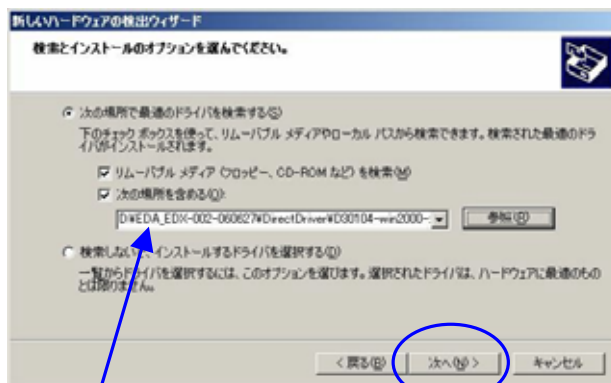 新しいハードウェアの検出ウィザード
検索とインストールのオプションを選んでください。
次の場所で最適のドライバを検索する(S)
下のチェック ボックスを使って、リムーバブル メディアやローカル パスから検索できます。検索された最適のドラ
イバがインストールされます。
リムーバブル メディア (フロッピー、CD-ROM など) を検索(M)
次の場所を含める(O):
D:¥EDA_EDX-002-060627¥DirectDriver¥D30104-win2000-
参照(R)
検索しないで、インストールするドライバを選択する(D)
一覧からドライバを選択するには、このオプションを選びます。選択されたドライバは、ハードウェアに最適のもの
とは限りません。
< 戻る(B)
次へ(N) >
キャンセル